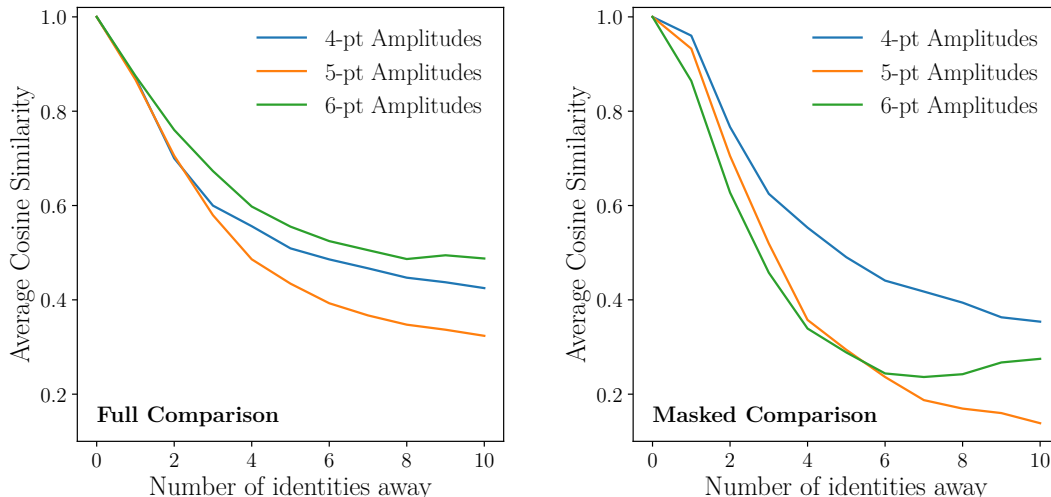 1.0
0.8
0.6
0.4
0.2
0
2
4
6
8
10
Average Cosine Similarity
Number of identities away
4-pt Amplitudes
5-pt Amplitudes
6-pt Amplitudes
Full Comparison
1.0
0.8
0.6
0.4
0.2
0
2
4
6
8
10
Average Cosine Similarity
Number of identities away
4-pt Amplitudes
5-pt Amplitudes
6-pt Amplitudes
Masked Comparison